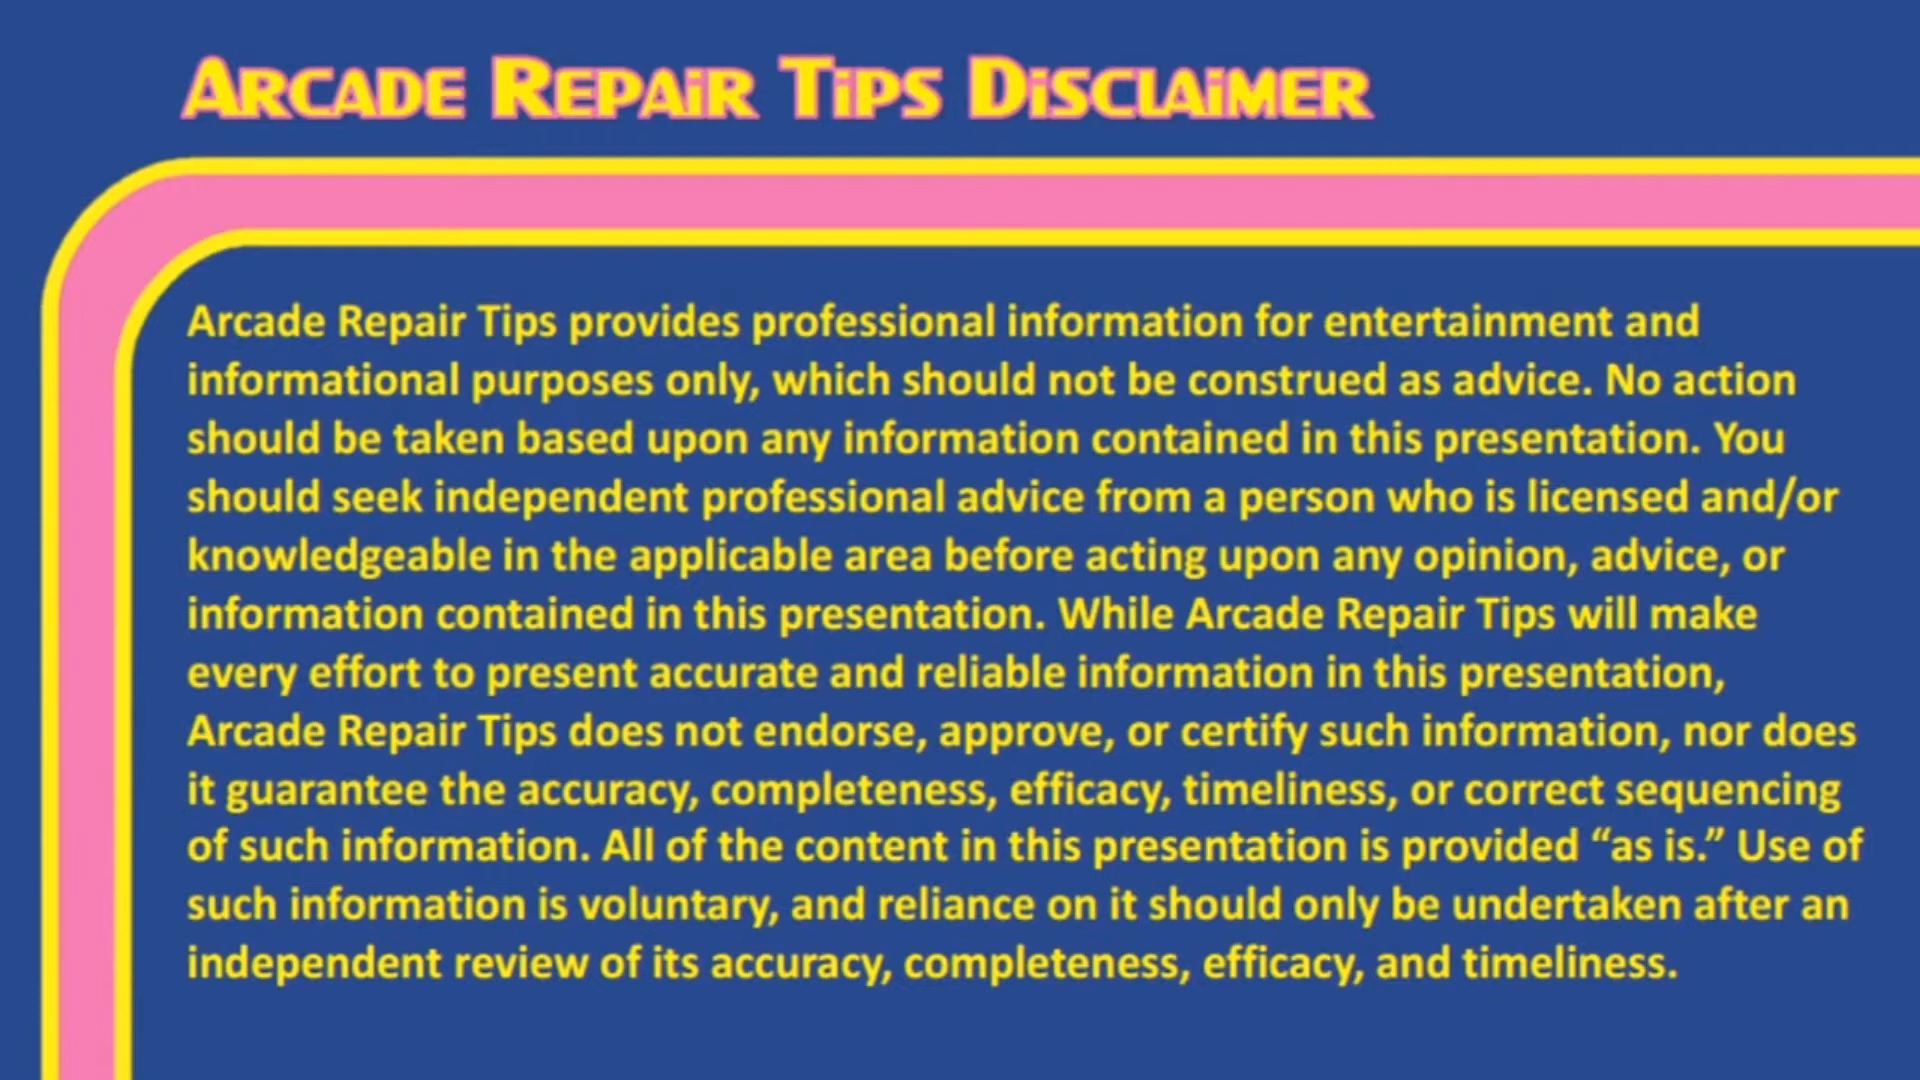 ARCADE REPAiR TiPS DiSCLAiMER
Arcade Repair Tips provides professional information for entertainment and
informational purposes only, which should not be construed as advice. No action
should be taken based upon any information contained in this presentation. You
should seek independent professional advice from a person who is licensed and/or
knowledgeable in the applicable area before acting upon any opinion, advice, or
information contained in this presentation. While Arcade Repair Tips will make
every effort to present accurate and reliable information in this presentation,
Arcade Repair Tips does not endorse, approve, or certify such information, nor does
it guarantee the accuracy, completeness, efficacy, timeliness, or correct sequencing
of such information. All of the content in this presentation is provided “as is.” Use of
such information is voluntary, and reliance on it should only be undertaken after an
independent review of its accuracy, completeness, efficacy, and timeliness.